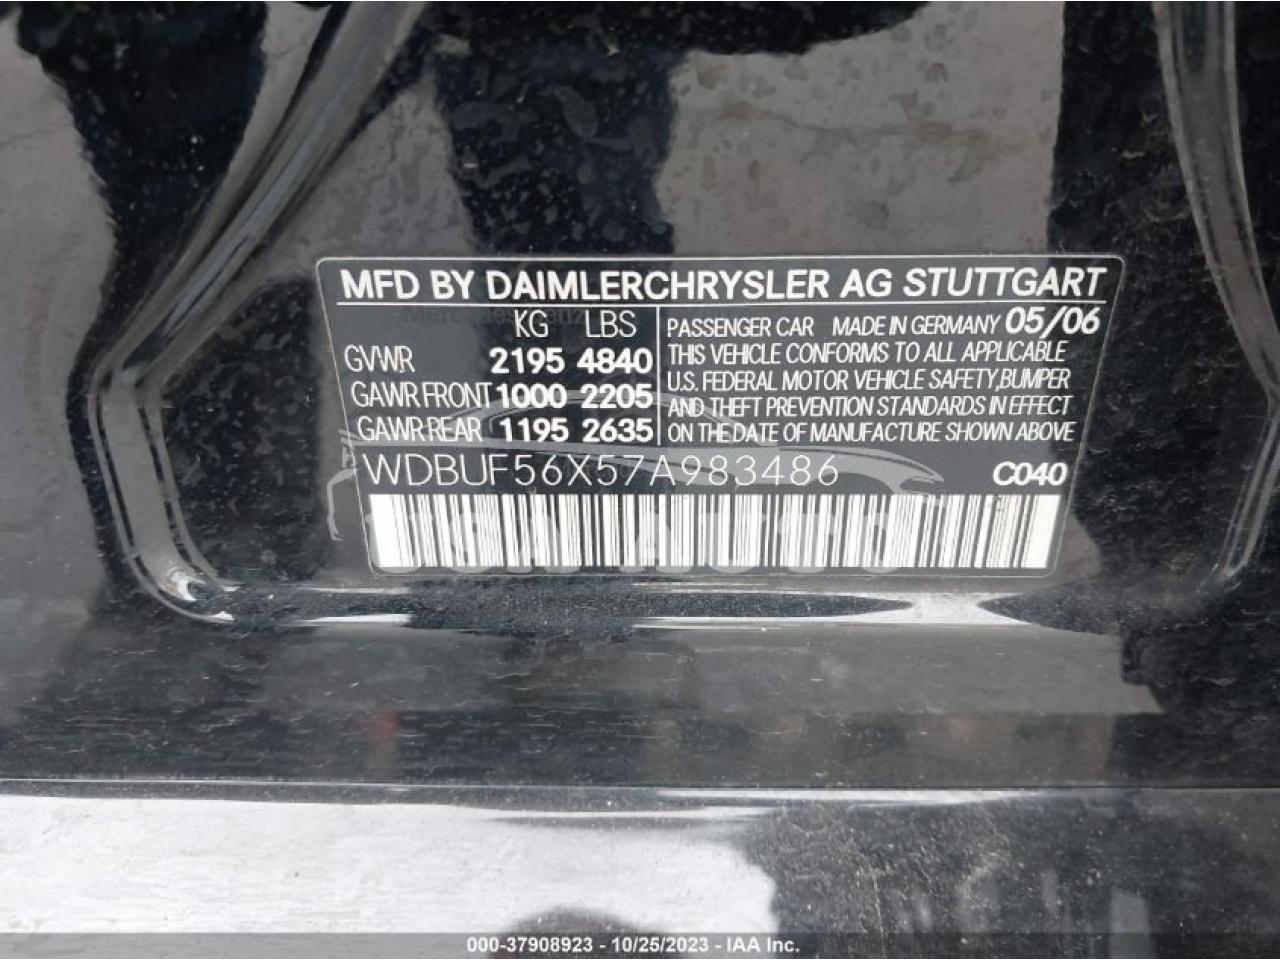 MFD BY DAIMLERCHRYSLER AG STUTTGART
KG LBS
GVWR 2195 4840
GAWR FRONT 1000 2205
GAWR REAR 1195 2635
PASSENGER CAR MADE IN GERMANY 05/06
THIS VEHICLE CONFORMS TO ALL APPLICABLE
U.S. FEDERAL MOTOR VEHICLE SAFETY, BUMPER
AND THEFT PREVENTION STANDARDS IN EFFECT
ON THE DATE OF MANUFACTURE SHOWN ABOVE
WDBUF56X57A983486 C040
USA AUTO
000-37908923 - 10/25/2023 - IAA Inc.